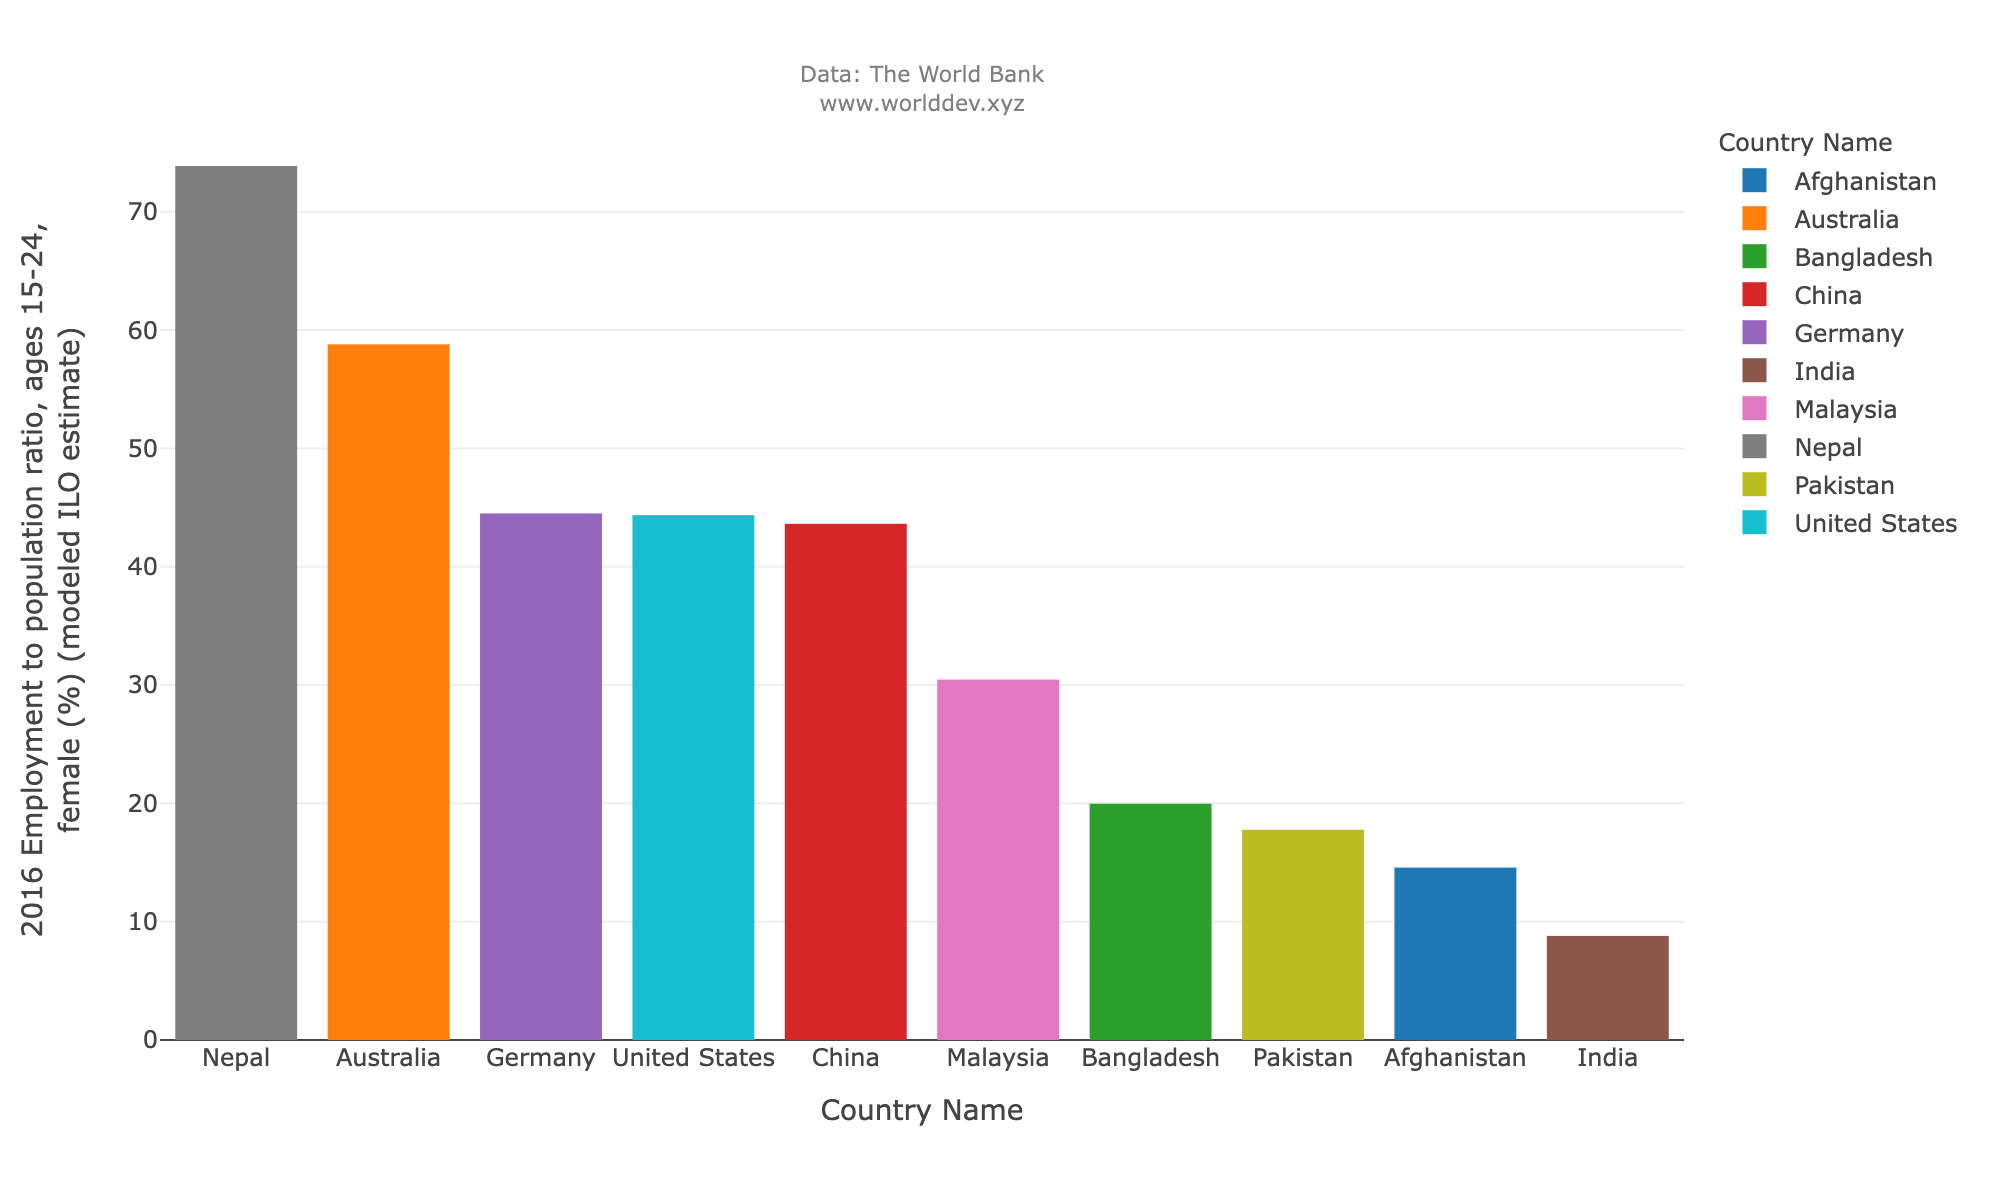 Data: The World Bank
www.worlddev.xyz
2016 Employment to population ratio, ages 15-24,
female (%) (modeled ILO estimate)
70
60
50
40
30
20
10
0
Nepal
Australia
Germany
United States
China
Malaysia
Bangladesh
Pakistan
Afghanistan
India
Country Name
Country Name
Afghanistan
Australia
Bangladesh
China
Germany
India
Malaysia
Nepal
Pakistan
United States